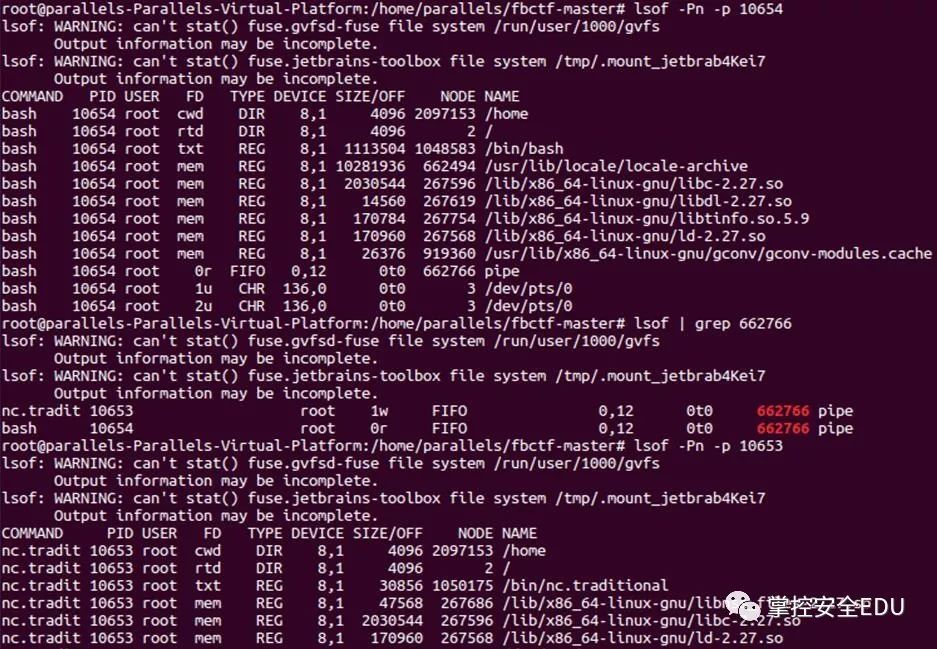 root@parallels-Parallels-Virtual-Platform:/home/parallels/fbctf-master# lsof -Pn -p 10654
lsof: WARNING: can't stat() fuse.gvfsd-fuse file system /run/user/1000/gvfs
      Output information may be incomplete.
lsof: WARNING: can't stat() fuse.jetbrains-toolbox file system /tmp/.mount_jetbrab4Kei7
      Output information may be incomplete.
COMMAND   PID USER   FD   TYPE DEVICE SIZE/OFF    NODE NAME
bash    10654 root  cwd    DIR    8,1     4096 2097153 /home
bash    10654 root  rtd    DIR    8,1     4096       2 /
bash    10654 root  txt    REG    8,1  1113504 1048583 /bin/bash
bash    10654 root  mem    REG    8,1 10281936  662494 /usr/lib/locale/locale-archive
bash    10654 root  mem    REG    8,1  2030544  267596 /lib/x86_64-linux-gnu/libc-2.27.so
bash    10654 root  mem    REG    8,1    14560  267619 /lib/x86_64-linux-gnu/libdl-2.27.so
bash    10654 root  mem    REG    8,1   170784  267754 /lib/x86_64-linux-gnu/libtinfo.so.5.9
bash    10654 root  mem    REG    8,1   170960  267568 /lib/x86_64-linux-gnu/ld-2.27.so
bash    10654 root  mem    REG    8,1    26376  919360 /usr/lib/x86_64-linux-gnu/gconv/gconv-modules.cache
bash    10654 root    0r  FIFO   0,12      0t0  662766 pipe
bash    10654 root    1u   CHR  136,0      0t0       3 /dev/pts/0
bash    10654 root    2u   CHR  136,0      0t0       3 /dev/pts/0
root@parallels-Parallels-Virtual-Platform:/home/parallels/fbctf-master# lsof | grep 662766
lsof: WARNING: can't stat() fuse.gvfsd-fuse file system /run/user/1000/gvfs
      Output information may be incomplete.
lsof: WARNING: can't stat() fuse.jetbrains-toolbox file system /tmp/.mount_jetbrab4Kei7
      Output information may be incomplete.
nc.tradit 10653                   root    1w     FIFO               0,12      0t0     662766 pipe
bash      10654                   root    0r     FIFO               0,12      0t0     662766 pipe
root@parallels-Parallels-Virtual-Platform:/home/parallels/fbctf-master# lsof -Pn -p 10653
lsof: WARNING: can't stat() fuse.gvfsd-fuse file system /run/user/1000/gvfs
      Output information may be incomplete.
lsof: WARNING: can't stat() fuse.jetbrains-toolbox file system /tmp/.mount_jetbrab4Kei7
      Output information may be incomplete.
COMMAND     PID USER   FD   TYPE DEVICE SIZE/OFF    NODE NAME
nc.tradit 10653 root  cwd    DIR    8,1     4096 2097153 /home
nc.tradit 10653 root  rtd    DIR    8,1     4096       2 /
nc.tradit 10653 root  txt    REG    8,1    30856 1050175 /bin/nc.traditional
nc.tradit 10653 root  mem    REG    8,1    47568  267686 /lib/x86_64-linux-gnu/
掌控安全EDU
nc.tradit 10653 root  mem    REG    8,1  2030544  267596 /lib/x86_64-linux-gnu/libc-2.27.so
nc.tradit 10653 root  mem    REG    8,1   170960  267568 /lib/x86_64-linux-gnu/ld-2.27.so